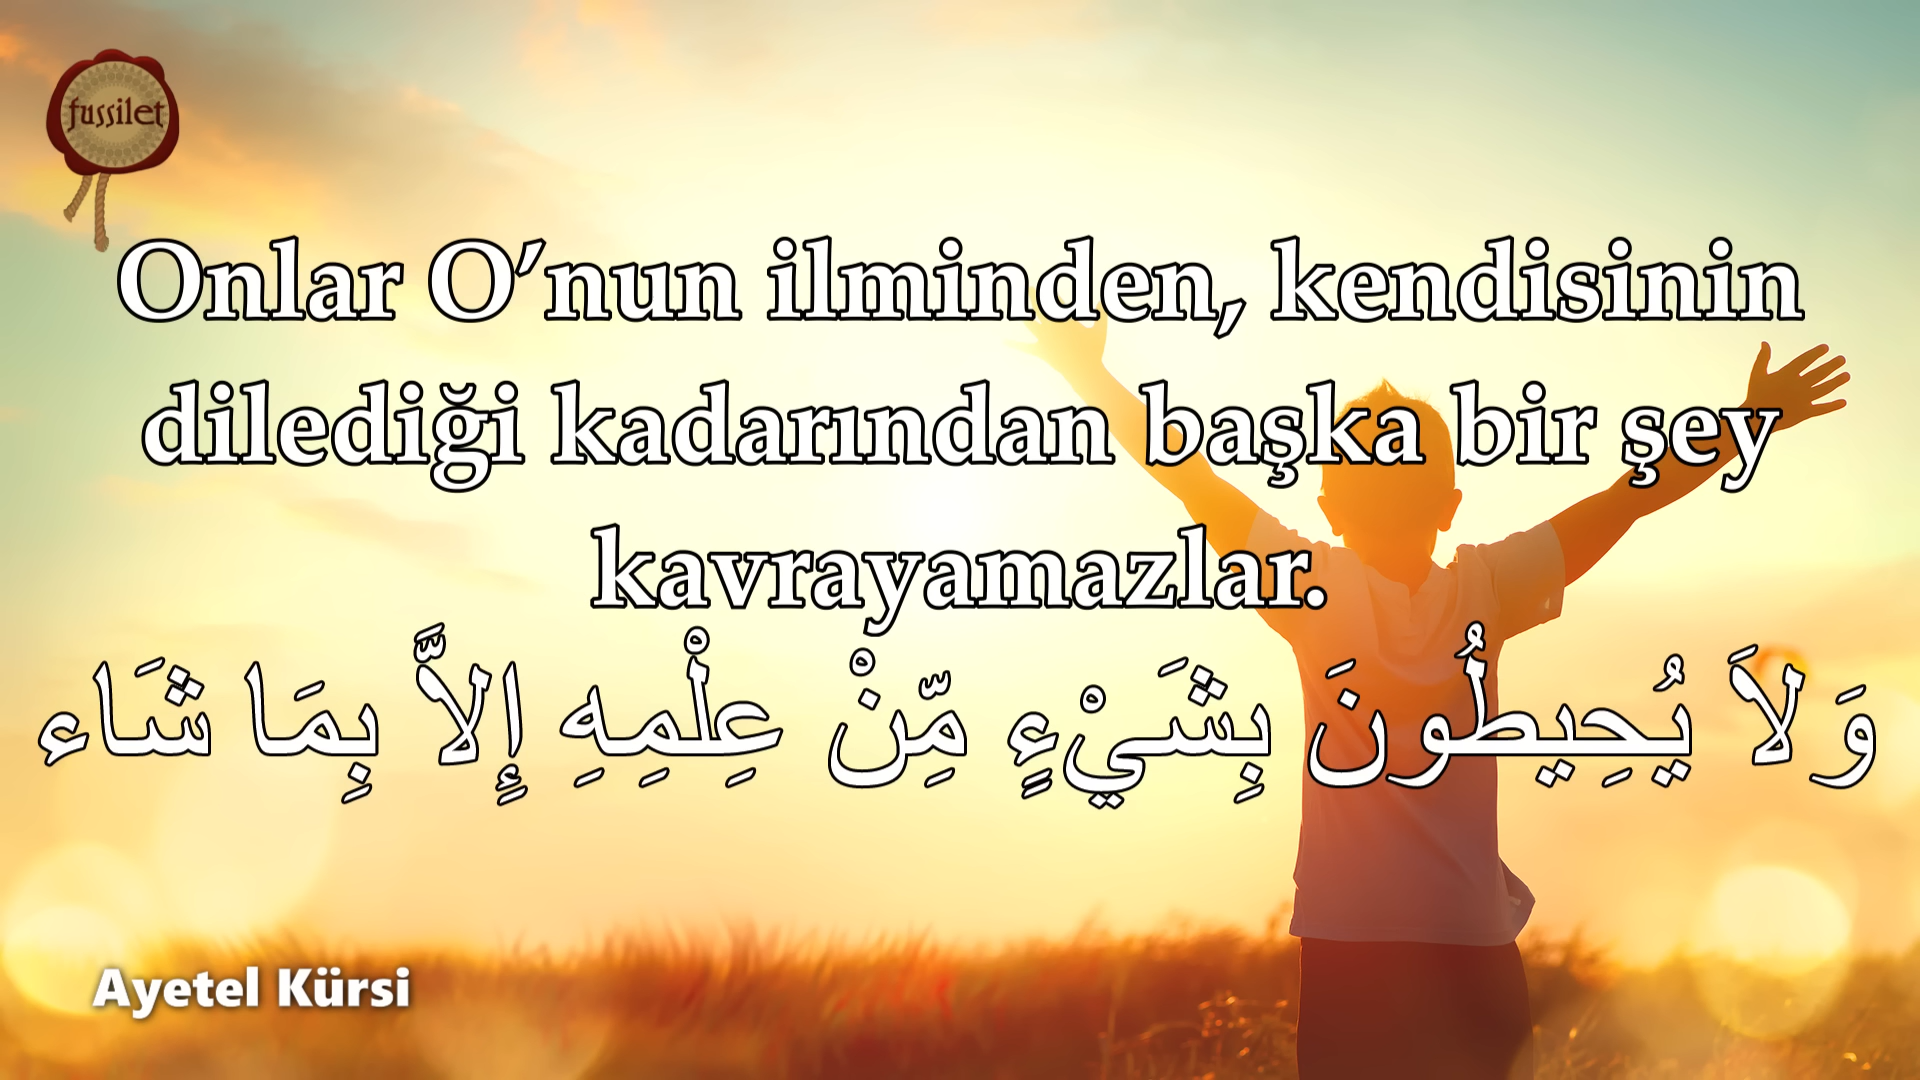 fussilet
Onlar O’nun ilminden, kendisinin
dilediği kadarından başka bir şey
kavrayamazlar.
وَلاَ يُحِيطُونَ بِشَيْءٍ مِّنْ عِلْمِهِ إِلاَّ بِمَا شَاء
Ayetel Kürsi